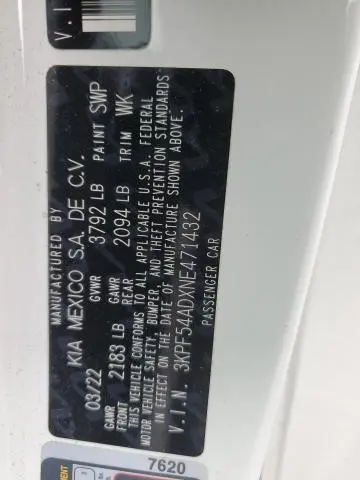 V.I
MANUFACTURED BY
KIA MEXICO S.A. DE C.V.
03/22 GVWR 3792 LB PAINT SWP
GAWR FRONT 2183 LB GAWR REAR 2094 LB TRIM WK
THIS VEHICLE CONFORMS TO ALL APPLICABLE U.S.A. FEDERAL
MOTOR VEHICLE SAFETY, BUMPER, AND THEFT PREVENTION STANDARDS
IN EFFECT ON THE DATE OF MANUFACTURE SHOWN ABOVE.
V.I.N. 3KPF54ADXNE471432
PASSENGER CAR
7620